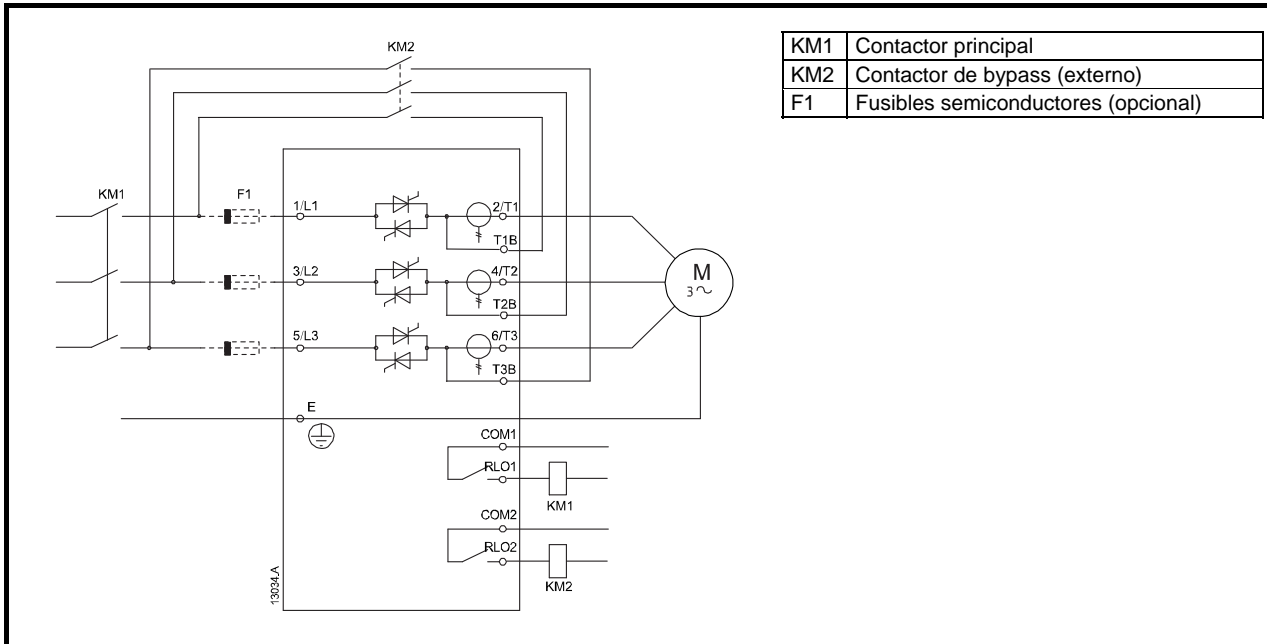 KM2
KM1 Contactor principal
KM2 Contactor de bypass (externo)
F1 Fusibles semiconductores (opcional)
KM1
F1
1/L1
2/T1
T1B
3/L2
4/T2
T2B
M
3~
5/L3
6/T3
T3B
E
COM1
RLO1
KM1
COM2
RLO2
KM2
13034.A